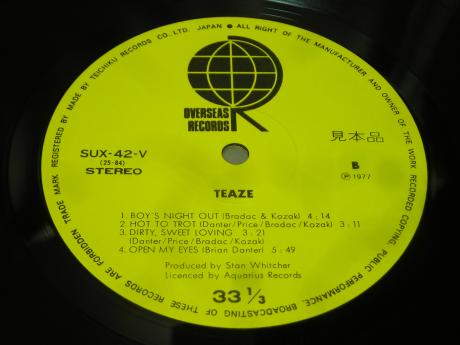 TRADE MARK REGISTERED BY MADE BY TEICHIKU RECORDS CO., LTD. JAPAN ● ALL RIGHT OF THE MANUFACTURER AND OWNER OF THE WORK RECORDED COPYING, PUBLIC PERFORMANCE, BROADCASTING OF THESE RECORDS ARE FORBIDDEN
OVERSEAS
RECORDS
SUX-42-V
(25-84)
STEREO
見本品
B
Ⓟ1977
TEAZE
1. BOY'S NIGHT OUT (Bradac & Kozak) 4:14
2. HOT TO TROT (Danter/Price/Bradac/Kozak) 3:11
3. DIRTY, SWEET LOVING 3:21
(Danter/Price/Bradac/Kozak)
4. OPEN MY EYES (Brian Danter) 5:49
Produced by Stan Whitcher
Licenced by Aquarius Records
33 1/3